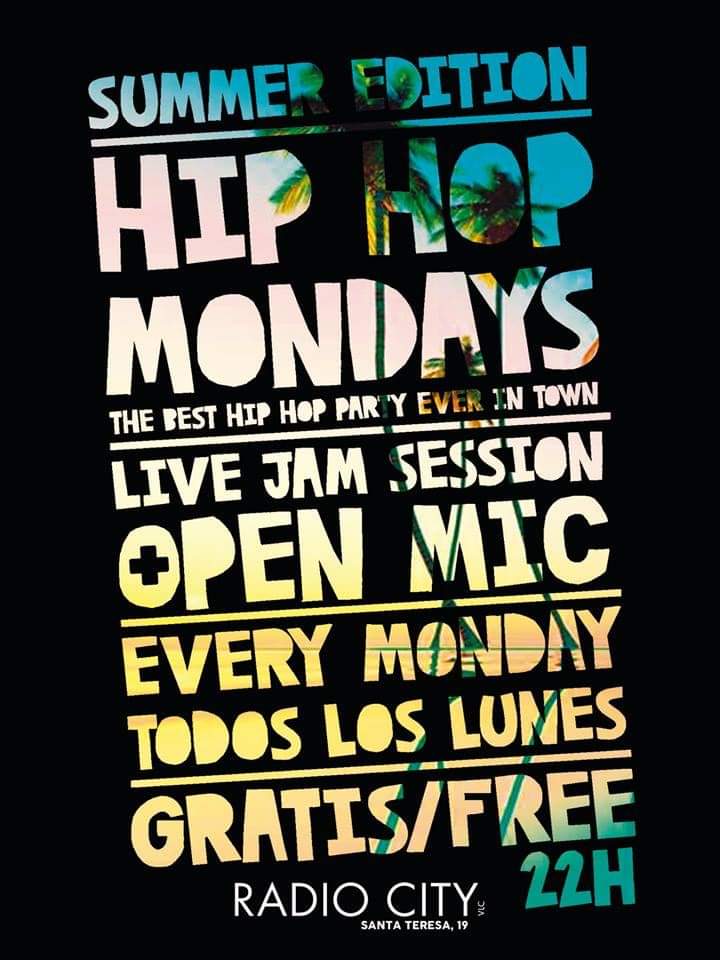 SUMMER EDITION
HIP HOP
MONDAYS
THE BEST HIP HOP PARTY EVER IN TOWN
LIVE JAM SESSION
OPEN MIC
EVERY MONDAY
TODOS LOS LUNES
GRATIS/FREE
22H
RADIO CITY VLC
SANTA TERESA, 19